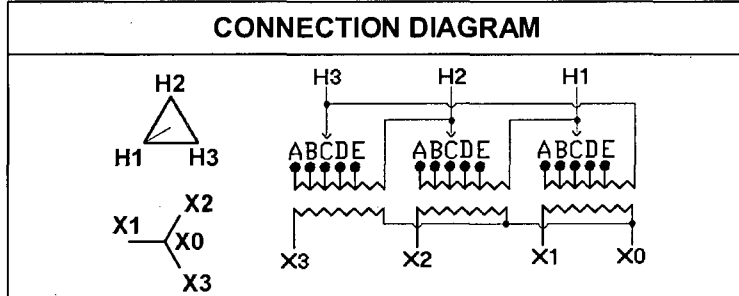 CONNECTION DIAGRAM
H2
H1 H3
X2
X1 X0
X3
H3 H2 H1
ABCDE ABCDE ABCDE
X3 X2 X1 X0